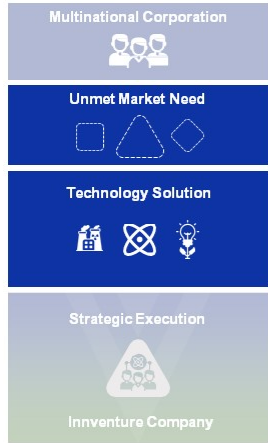 Multinational Corporation
Unmet Market Need
Technology Solution
Strategic Execution
Innventure Company